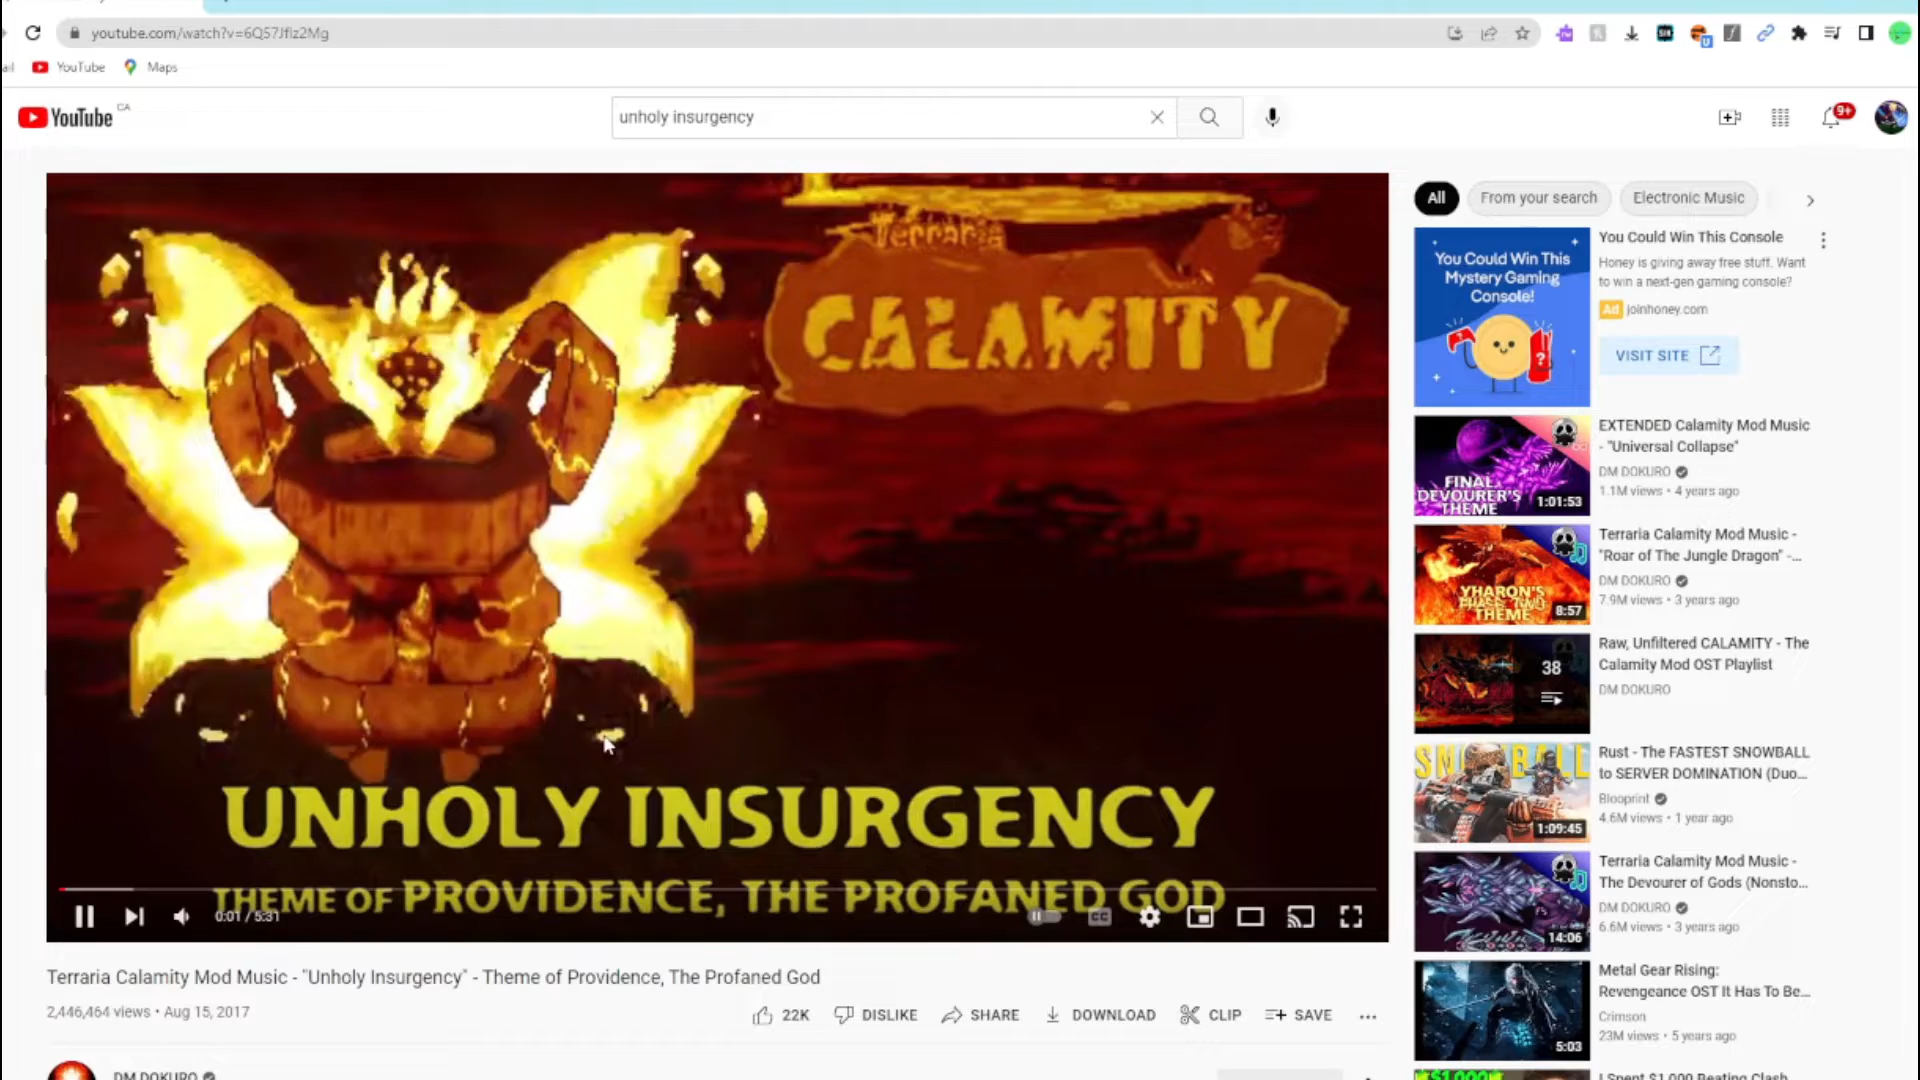 youtube.com/watch?v=6Q57Jflz2Mg
YouTube
Maps
YouTube CA
unholy insurgency
9+
Terraria
CALAMITY
UNHOLY INSURGENCY
THEME OF PROVIDENCE, THE PROFANED GOD
0:01 / 5:31
CC
Terraria Calamity Mod Music - "Unholy Insurgency" - Theme of Providence, The Profaned God
2,446,464 views • Aug 15, 2017
22K
DISLIKE
SHARE
DOWNLOAD
CLIP
SAVE
DM DOKURO
All
From your search
Electronic Music
You Could Win This
Mystery Gaming
Console!
?
You Could Win This Console
Honey is giving away free stuff. Want
to win a next-gen gaming console?
Ad joinhoney.com
VISIT SITE
FINAL
DEVOURER'S
THEME
1:01:53
EXTENDED Calamity Mod Music
- "Universal Collapse"
DM DOKURO
1.1M views • 4 years ago
YHARON'S
PHASE TWO
THEME
8:57
Terraria Calamity Mod Music -
"Roar of The Jungle Dragon" -...
DM DOKURO
7.9M views • 3 years ago
38
Raw, Unfiltered CALAMITY - The
Calamity Mod OST Playlist
DM DOKURO
SNOWBALL
1:09:45
Rust - The FASTEST SNOWBALL
to SERVER DOMINATION (Duo...
Blooprint
4.6M views • 1 year ago
14:06
Terraria Calamity Mod Music -
The Devourer of Gods (Nonsto...
DM DOKURO
6.6M views • 3 years ago
5:03
Metal Gear Rising:
Revengeance OST It Has To Be...
Crimson
23M views • 5 years ago
$1,000
I Spent $1,000 Beating Clash